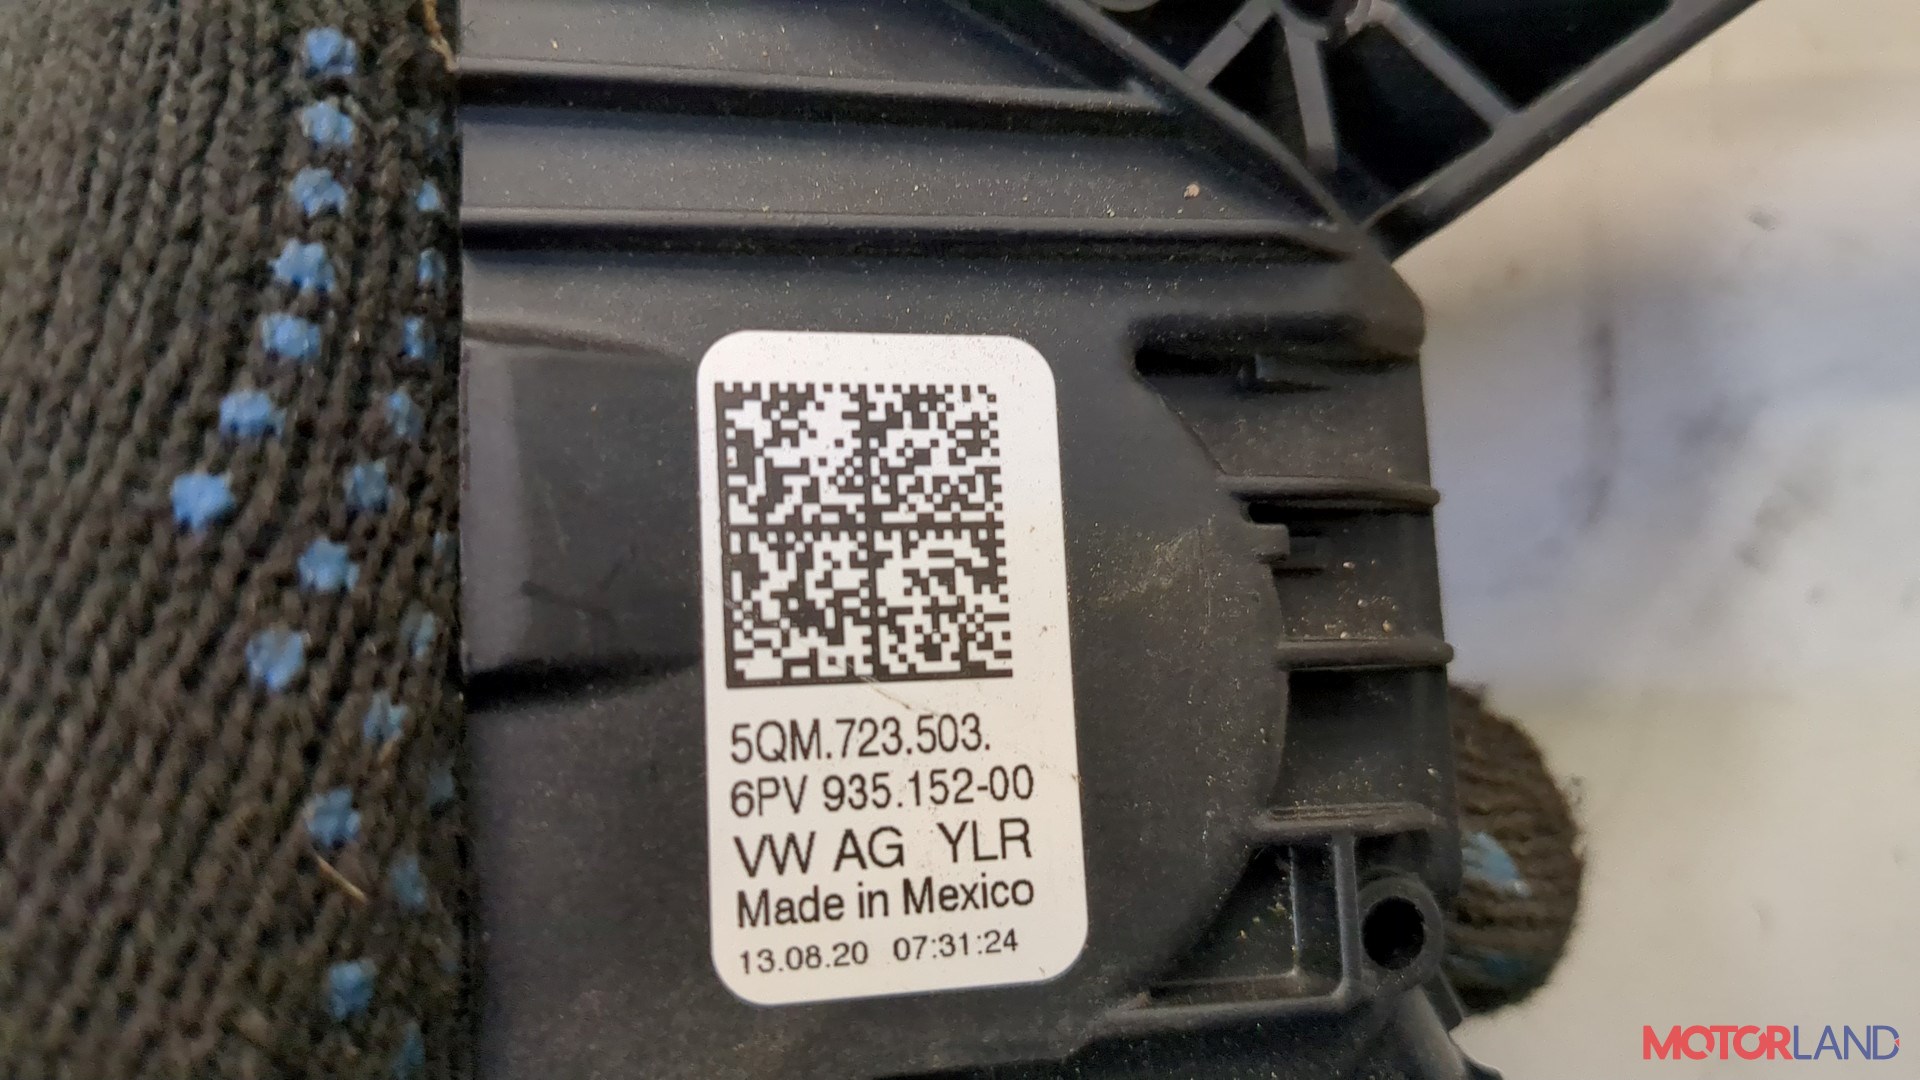 5QM.723.503.
6PV 935.152-00
VW AG YLR
Made in Mexico
13.08.20 07:31:24
MOTORLAND